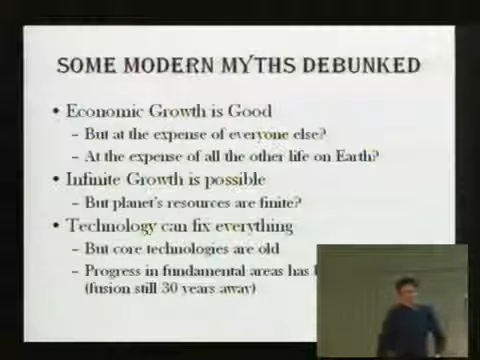 SOME MODERN MYTHS DEBUNKED
• Economic Growth is Good
– But at the expense of everyone else?
– At the expense of all the other life on Earth?
• Infinite Growth is possible
– But planet's resources are finite?
• Technology can fix everything
– But core technologies are old
– Progress in fundamental areas has
(fusion still 30 years away)